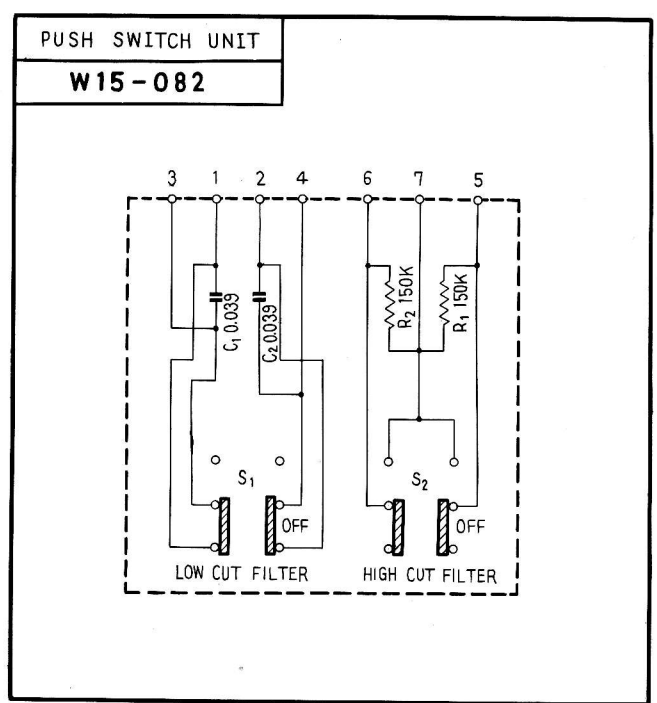 PUSH SWITCH UNIT
W15-082
3 1 2 4 6 7 5
C1 0.039
C2 0.039
R2 150K
R1 150K
S1
S2
OFF
OFF
LOW CUT FILTER
HIGH CUT FILTER